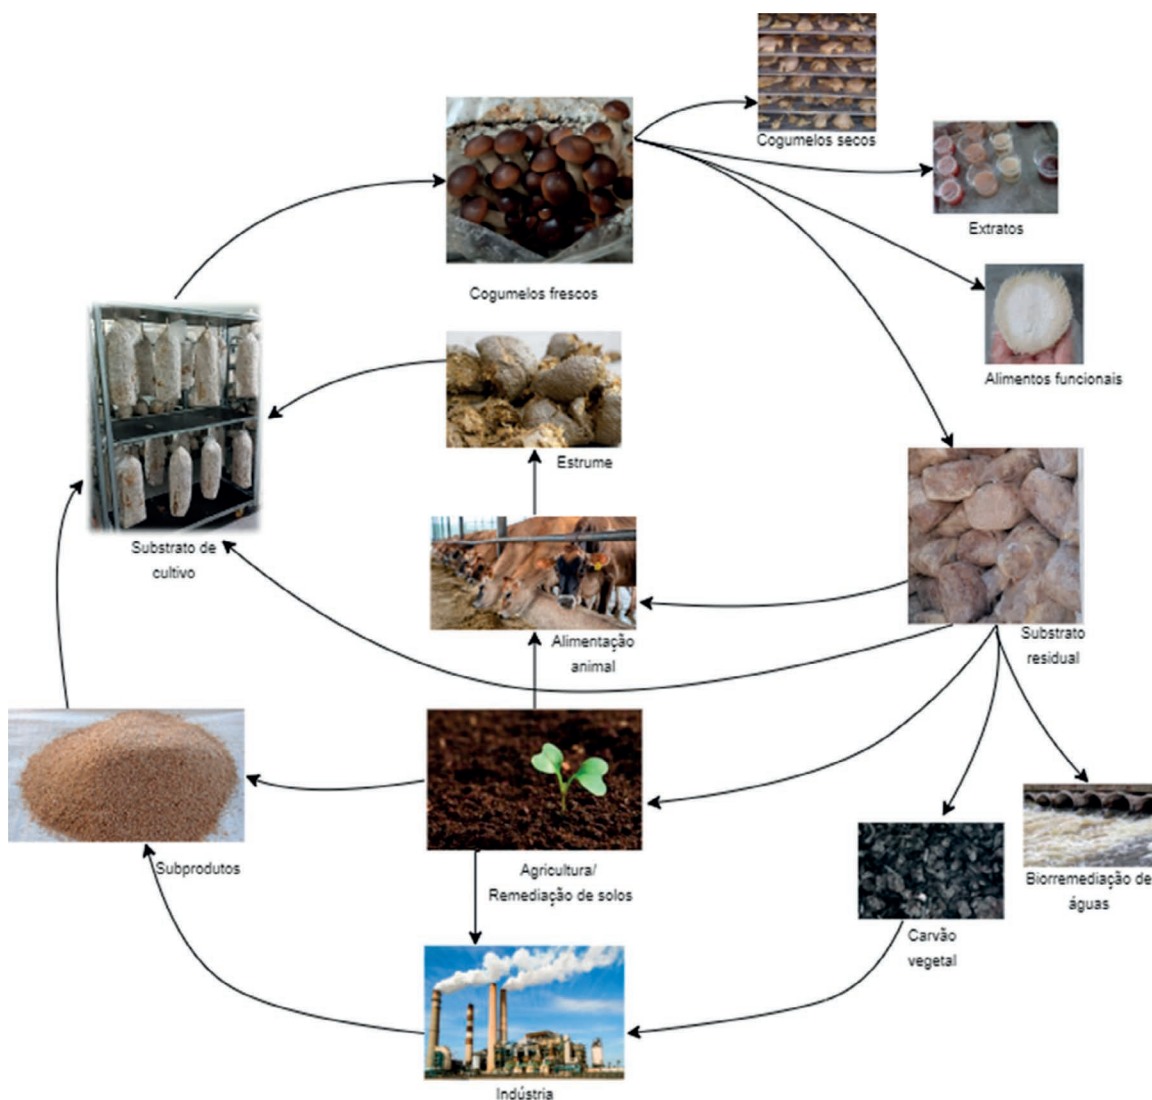 Cogumelos secos
Extratos
Cogumelos frescos
Alimentos funcionais
Estrume
Substrato de
cultivo
Alimentação
animal
Substrato
residual
Subprodutos
Agricultura/
Remediação de solos
Biorremediação de
águas
Carvão
vegetal
Indústria